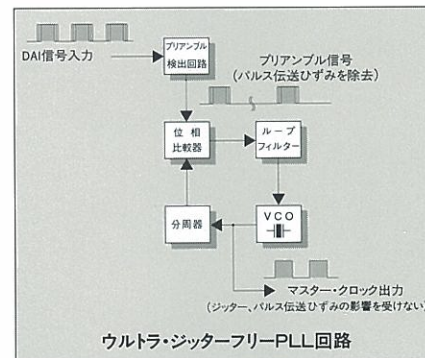 DAI信号入力
プリアンブル
検出回路
プリアンブル信号
(パルス伝送ひずみを除去)
位相
比較器
ループ
フィルター
分周器
VCO
マスター・クロック出力
(ジッター、パルス伝送ひずみの影響を受けない)
ウルトラ・ジッターフリーPLL回路